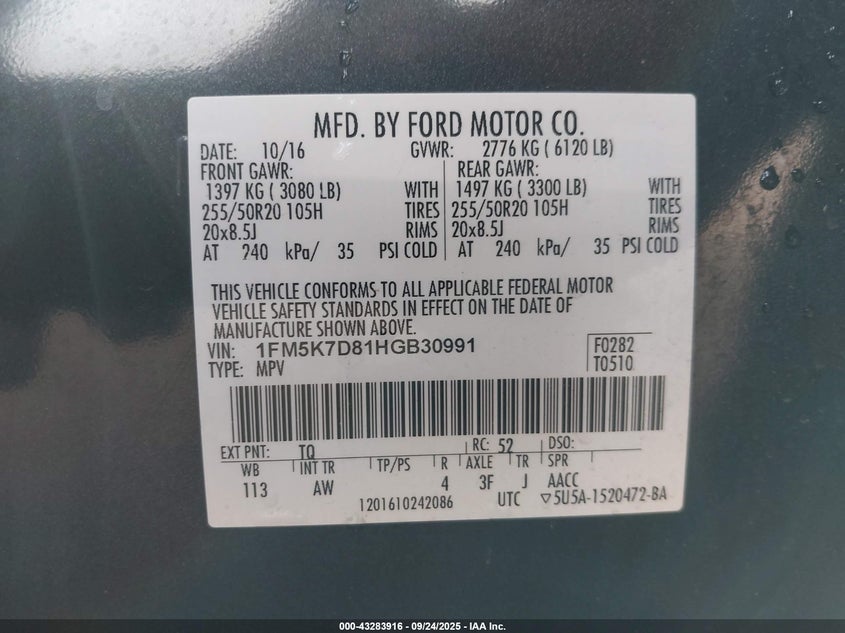 MFD. BY FORD MOTOR CO.
DATE: 10/16 GVWR: 2776 KG ( 6120 LB)
FRONT GAWR: REAR GAWR:
1397 KG ( 3080 LB) WITH 1497 KG ( 3300 LB) WITH
255/50R20 105H TIRES 255/50R20 105H TIRES
20x8.5J RIMS 20x8.5J RIMS
AT 240 kPa/ 35 PSI COLD AT 240 kPa/ 35 PSI COLD
THIS VEHICLE CONFORMS TO ALL APPLICABLE FEDERAL MOTOR
VEHICLE SAFETY STANDARDS IN EFFECT ON THE DATE OF
MANUFACTURE SHOWN ABOVE.
VIN: 1FM5K7D81HGB30991 F0282
TYPE: MPV T0510
EXT PNT: TQ RC: 52 DSO:
WB INT TR TP/PS R AXLE TR SPR
113 AW 4 3F J AACC
1201610242086 UTC ▽5U5A-1520472-BA
000-43283916 - 09/24/2025 - IAA Inc.